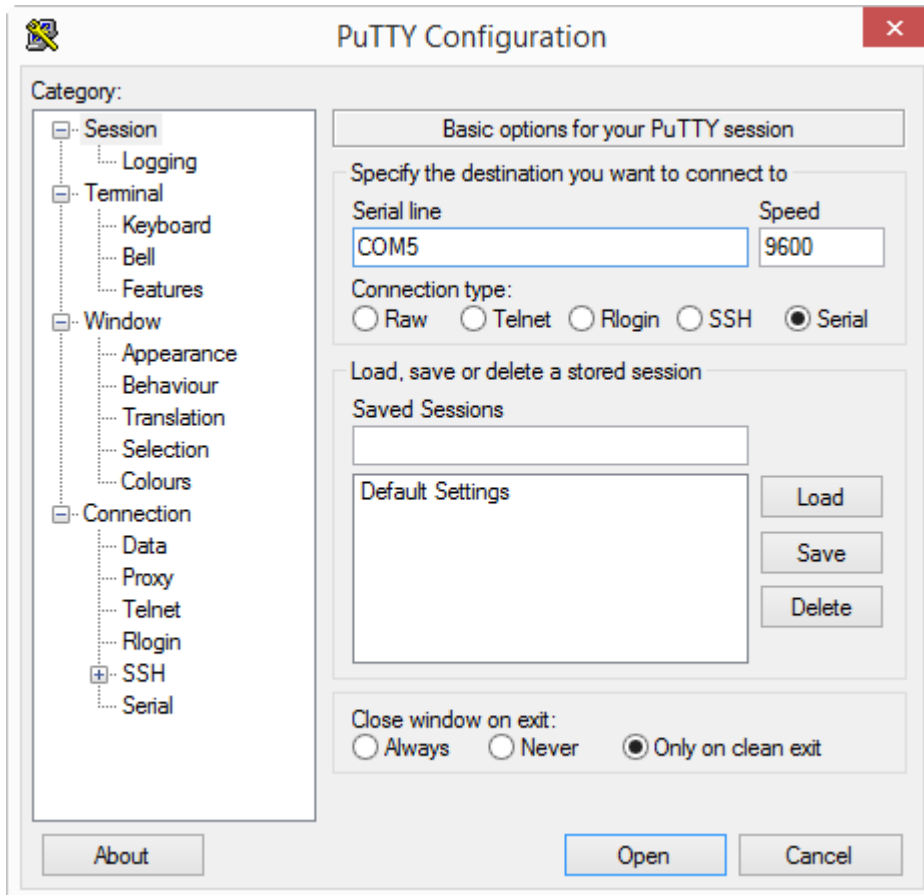 PuTTY Configuration
Category:
Session
Logging
Terminal
Keyboard
Bell
Features
Window
Appearance
Behaviour
Translation
Selection
Colours
Connection
Data
Proxy
Telnet
Rlogin
SSH
Serial
Basic options for your PuTTY session
Specify the destination you want to connect to
Serial line Speed
COM5 9600
Connection type:
Raw Telnet Rlogin SSH Serial
Load, save or delete a stored session
Saved Sessions
Default Settings
Load
Save
Delete
Close window on exit:
Always Never Only on clean exit
About Open Cancel